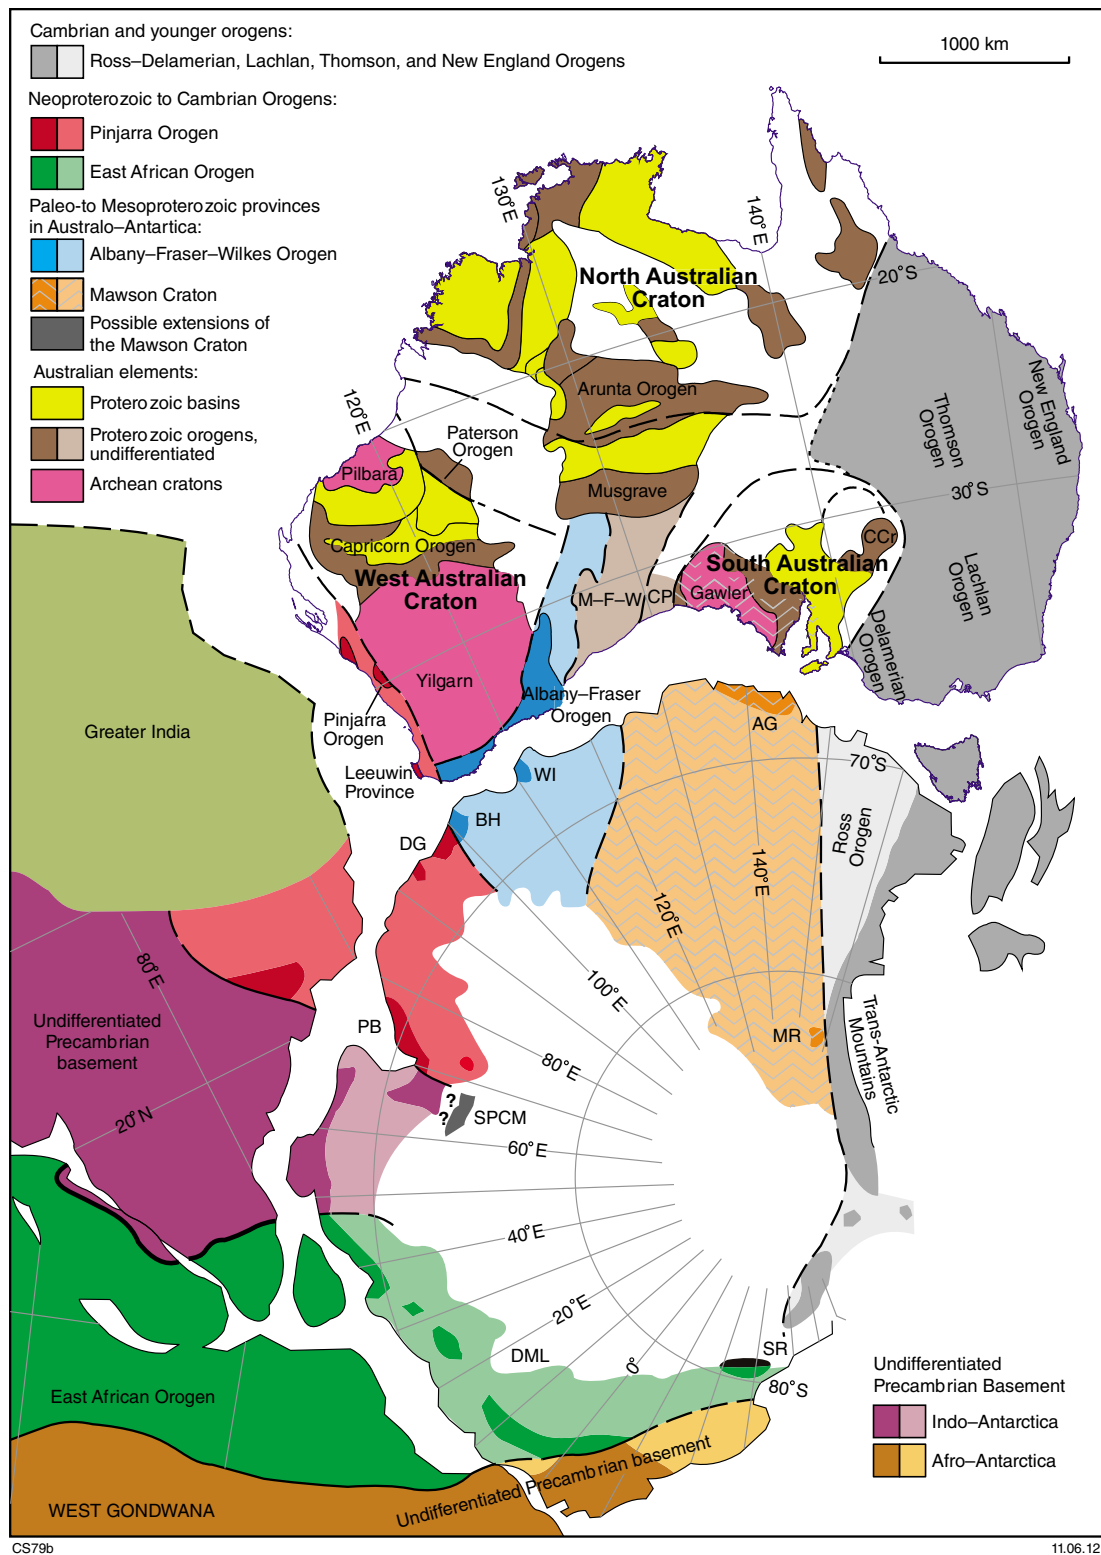 Cambrian and younger orogens:
Ross–Delamerian, Lachlan, Thomson, and New England Orogens
Neoproterozoic to Cambrian Orogens:
Pinjarra Orogen
East African Orogen
Paleo-to Mesoproterozoic provinces
in Australo–Antartica:
Albany–Fraser–Wilkes Orogen
Mawson Craton
Possible extensions of
the Mawson Craton
Australian elements:
Proterozoic basins
Proterozoic orogens,
undifferentiated
Archean cratons
1000 km
130°E
140°E
20°S
North Australian
Craton
Arunta Orogen
120°E
Paterson
Orogen
Pilbara
Musgrave
Thomson
Orogen
New England
Orogen
30°S
Capricorn Orogen
CCr
West Australian
Craton
South Australian
Craton
M–F–W
CP
Gawler
Lachlan
Orogen
Delamerian
Orogen
Yilgarn
Albany–Fraser
Orogen
Pinjarra
Orogen
Greater India
AG
Leeuwin
Province
WI
70°S
BH
DG
Ross
Orogen
140°E
120°E
80°E
100°E
Undifferentiated
Precambrian
basement
PB
MR
Trans-Antarctic
Mountains
80°E
20°N
?
?
SPCM
60°E
40°E
20°E
DML
0°
SR
80°S
East African Orogen
Undifferentiated Precambrian basement
WEST GONDWANA
Undifferentiated
Precambrian Basement
Indo–Antarctica
Afro–Antarctica
CS79b
11.06.12